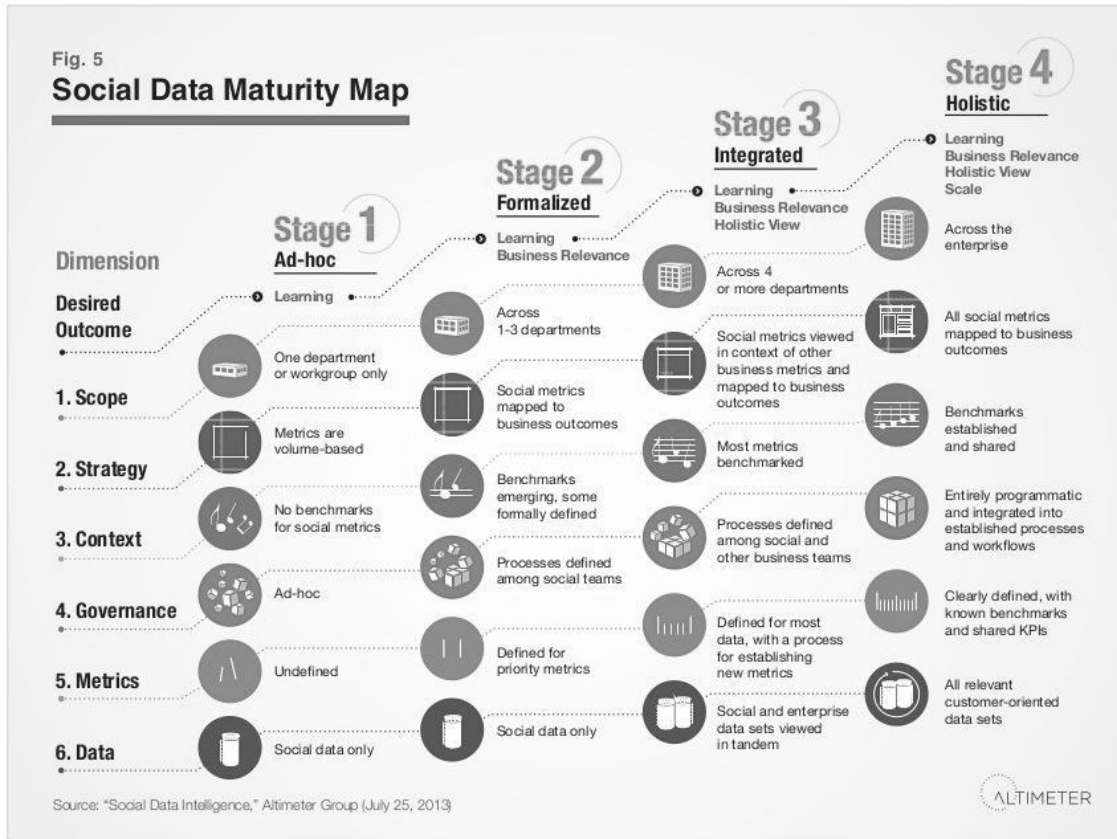 Fig. 5
Social Data Maturity Map
Dimension
Desired
Outcome
1. Scope
2. Strategy
3. Context
4. Governance
5. Metrics
6. Data
Stage 1
Ad-hoc
Learning
One department
or workgroup only
Metrics are
volume-based
No benchmarks
for social metrics
Ad-hoc
Undefined
Social data only
Stage 2
Formalized
Learning
Business Relevance
Across
1-3 departments
Social metrics
mapped to
business outcomes
Benchmarks
emerging, some
formally defined
Processes defined
among social teams
Defined for
priority metrics
Social data only
Stage 3
Integrated
Learning
Business Relevance
Holistic View
Across 4
or more departments
Social metrics viewed
in context of other
business metrics and
mapped to business
outcomes
Most metrics
benchmarked
Processes defined
among social and
other business teams
Defined for most
data, with a process
for establishing
new metrics
Social and enterprise
data sets viewed
in tandem
Stage 4
Holistic
Learning
Business Relevance
Holistic View
Scale
Across the
enterprise
All social metrics
mapped to business
outcomes
Benchmarks
established
and shared
Entirely programmatic
and integrated into
established processes
and workflows
Clearly defined, with
known benchmarks
and shared KPIs
All relevant
customer-oriented
data sets
Source: "Social Data Intelligence," Altimeter Group (July 25, 2013)
ALTIMETER